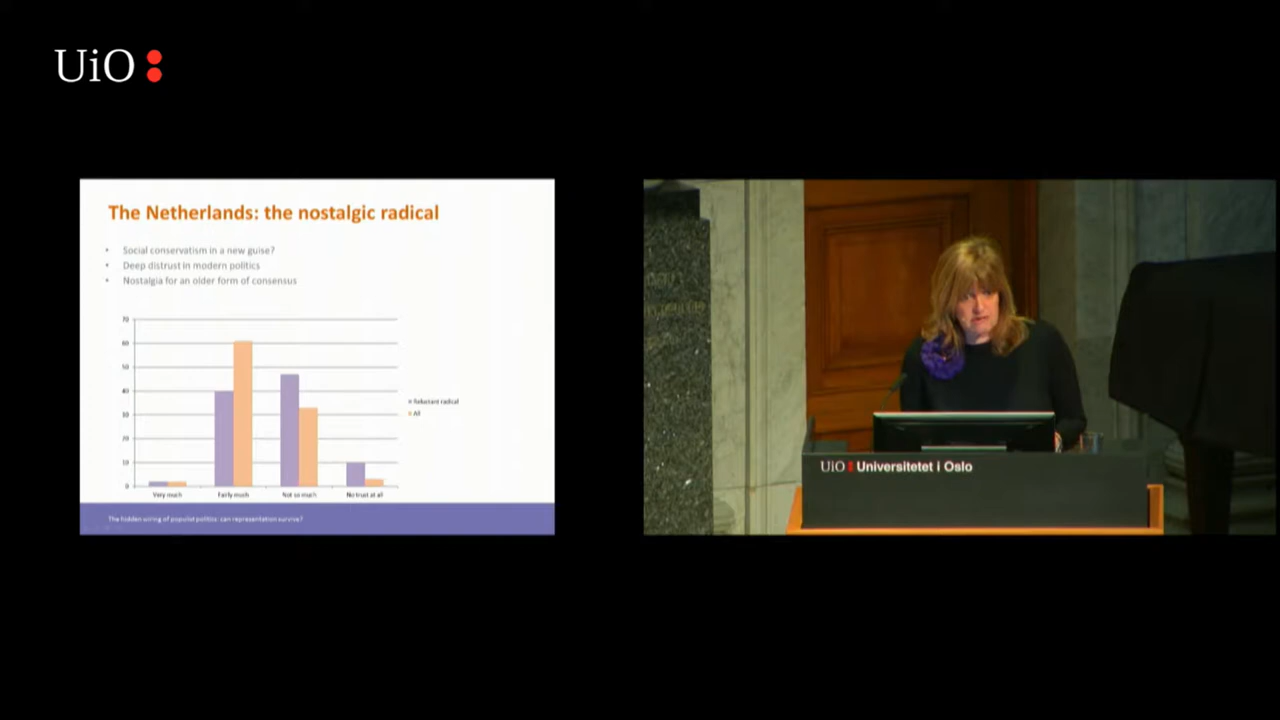 UiO
The Netherlands: the nostalgic radical
• Social conservatism in a new guise?
• Deep distrust in modern politics
• Nostalgia for an older form of consensus
70
60
50
40
30
20
10
0
Very much Fairly much Not so much No trust at all
Reluctant radical
All
The hidden wiring of populist politics: can representation survive?
UiO Universitetet i Oslo